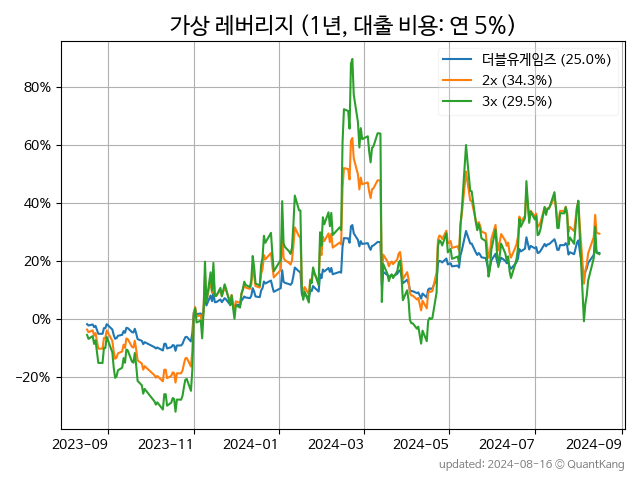 가상 레버리지 (1년, 대출 비용: 연 5%)
더블유게임즈 (25.0%)
2x (34.3%)
3x (29.5%)
80%
60%
40%
20%
0%
−20%
2023-09 2023-11 2024-01 2024-03 2024-05 2024-07 2024-09
updated: 2024-08-16 © QuantKang